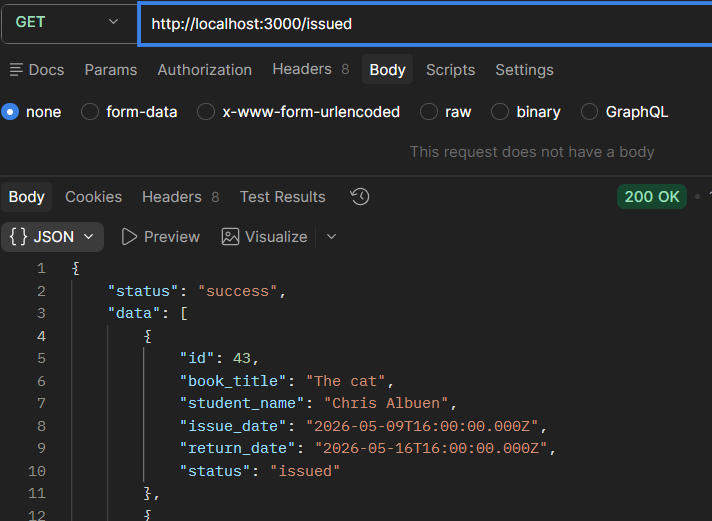 GET http://localhost:3000/issued
Docs Params Authorization Headers 8 Body Scripts Settings
none form-data x-www-form-urlencoded raw binary GraphQL
This request does not have a body
Body Cookies Headers 8 Test Results 200 OK
{} JSON Preview Visualize
1 {
2 "status": "success",
3 "data": [
4 {
5 "id": 43,
6 "book_title": "The cat",
7 "student_name": "Chris Albuen",
8 "issue_date": "2026-05-09T16:00:00.000Z",
9 "return_date": "2026-05-16T16:00:00.000Z",
10 "status": "issued"
11 },
12 {